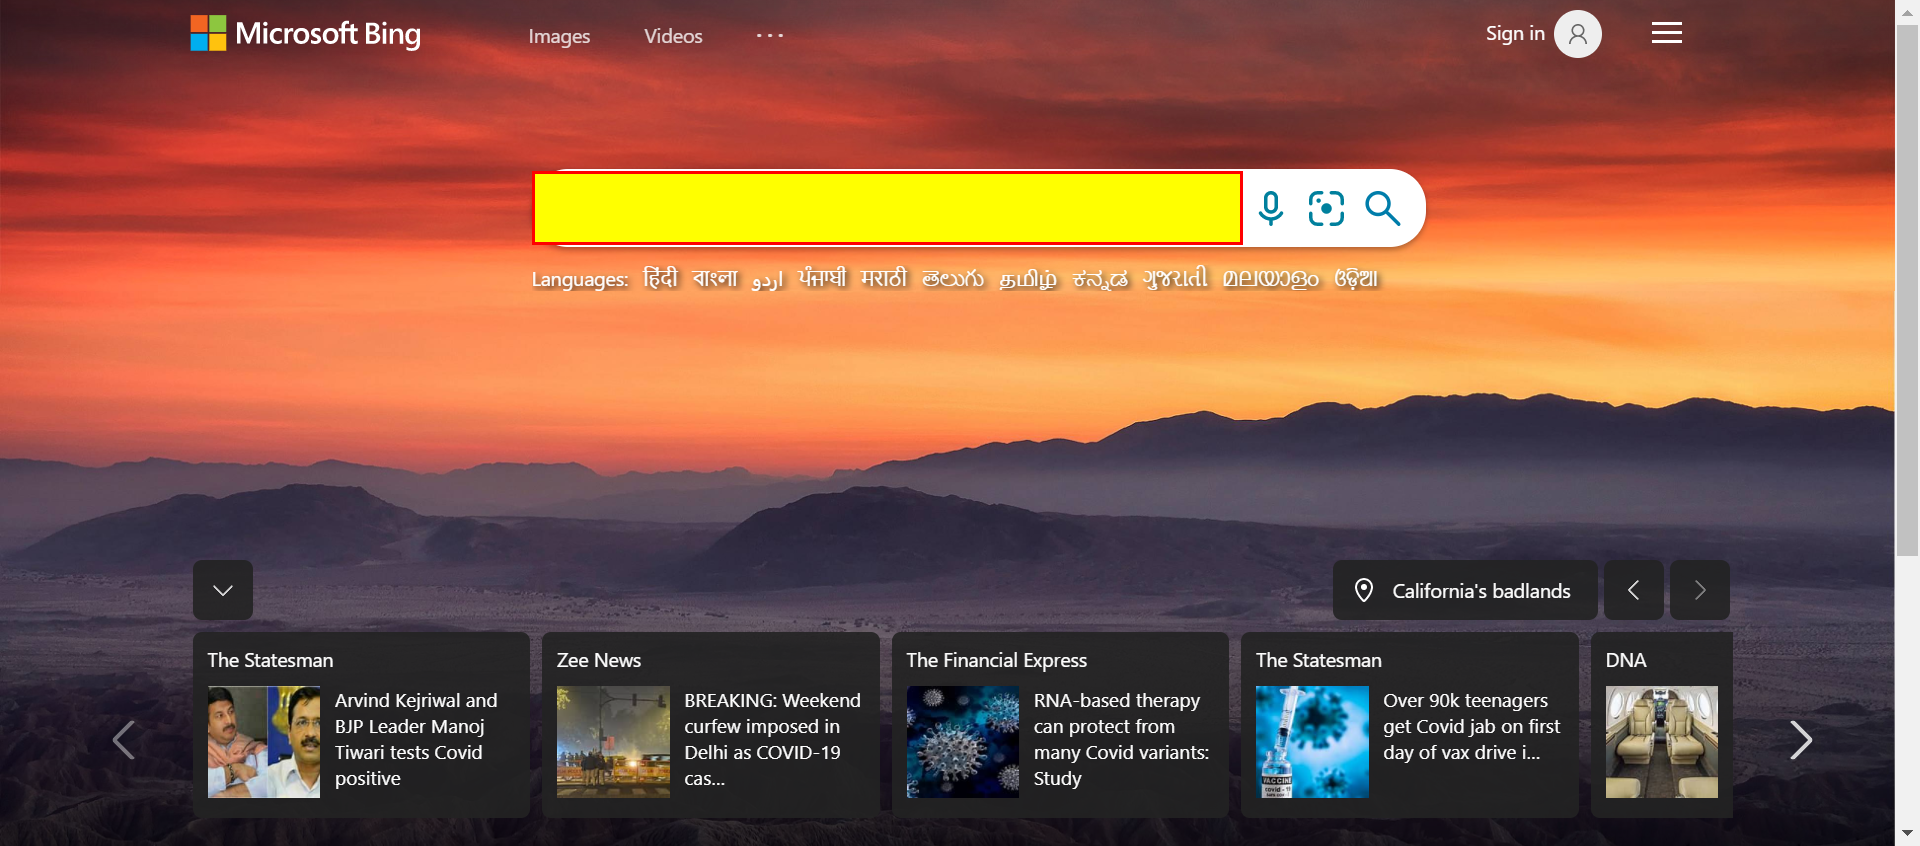 Microsoft Bing
Images
Videos
Sign in
Languages: हिंदी বাংলা اردو ਪੰਜਾਬੀ मराठी తెలుగు தமிழ் ಕನ್ನಡ ગુજરાતી മലയാളം ଓଡ଼ିଆ
California's badlands
The Statesman
Arvind Kejriwal and
BJP Leader Manoj
Tiwari tests Covid
positive
Zee News
BREAKING: Weekend
curfew imposed in
Delhi as COVID-19
cas...
The Financial Express
RNA-based therapy
can protect from
many Covid variants:
Study
The Statesman
Over 90k teenagers
get Covid jab on first
day of vax drive i...
VACCINE
covid - 19
DNA